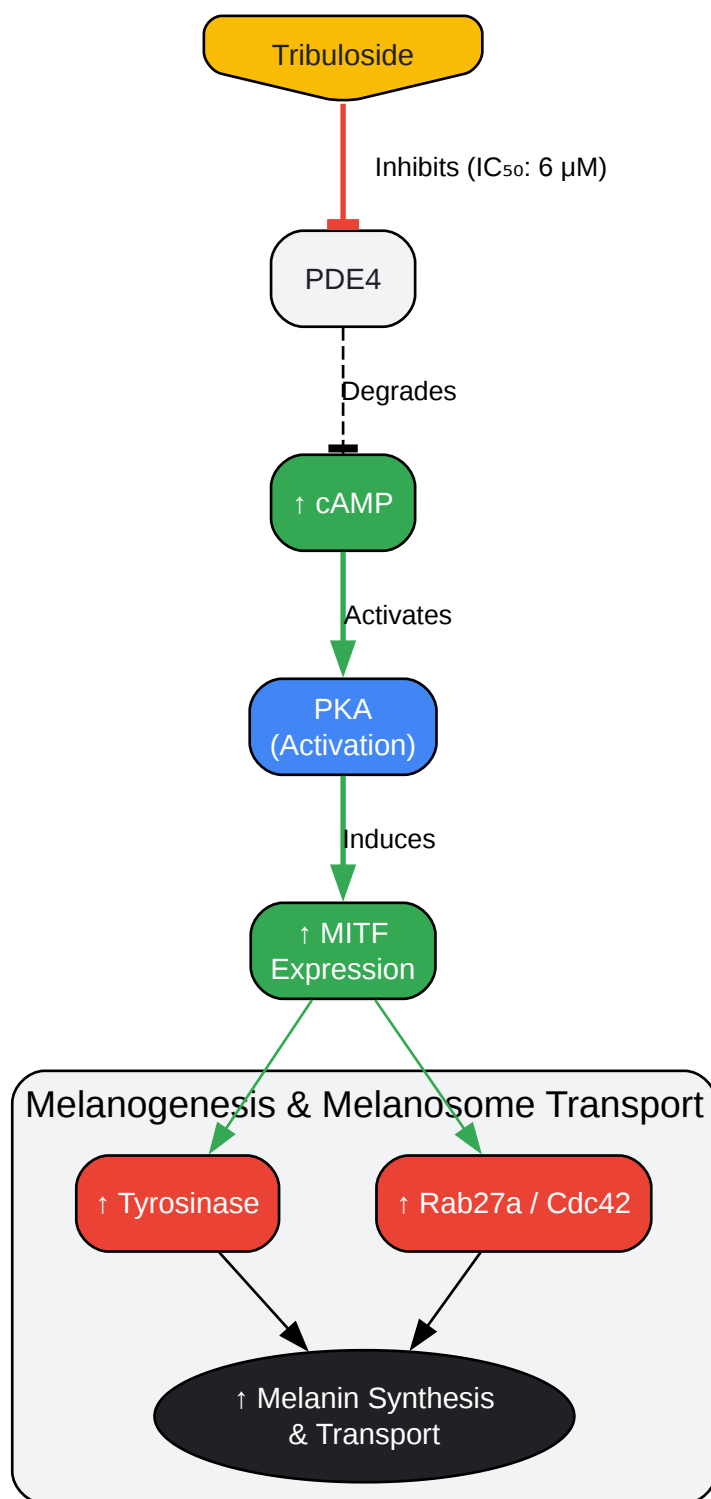 Tribuloside
Inhibits (IC₅₀: 6 μM)
PDE4
Degrades
↑ cAMP
Activates
PKA
(Activation)
Induces
↑ MITF
Expression
Melanogenesis & Melanosome Transport
↑ Tyrosinase
↑ Rab27a / Cdc42
↑ Melanin Synthesis
& Transport